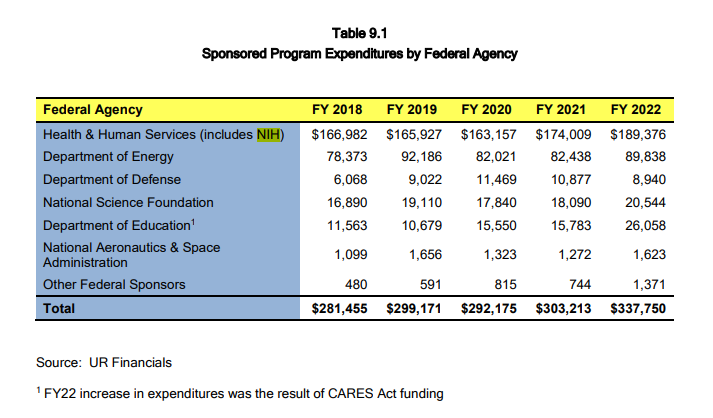 Table 9.1
Sponsored Program Expenditures by Federal Agency
Federal Agency FY 2018 FY 2019 FY 2020 FY 2021 FY 2022
Health & Human Services (includes NIH) $166,982 $165,927 $163,157 $174,009 $189,376
Department of Energy 78,373 92,186 82,021 82,438 89,838
Department of Defense 6,068 9,022 11,469 10,877 8,940
National Science Foundation 16,890 19,110 17,840 18,090 20,544
Department of Education¹ 11,563 10,679 15,550 15,783 26,058
National Aeronautics & Space
Administration 1,099 1,656 1,323 1,272 1,623
Other Federal Sponsors 480 591 815 744 1,371
Total $281,455 $299,171 $292,175 $303,213 $337,750
Source: UR Financials
¹ FY22 increase in expenditures was the result of CARES Act funding